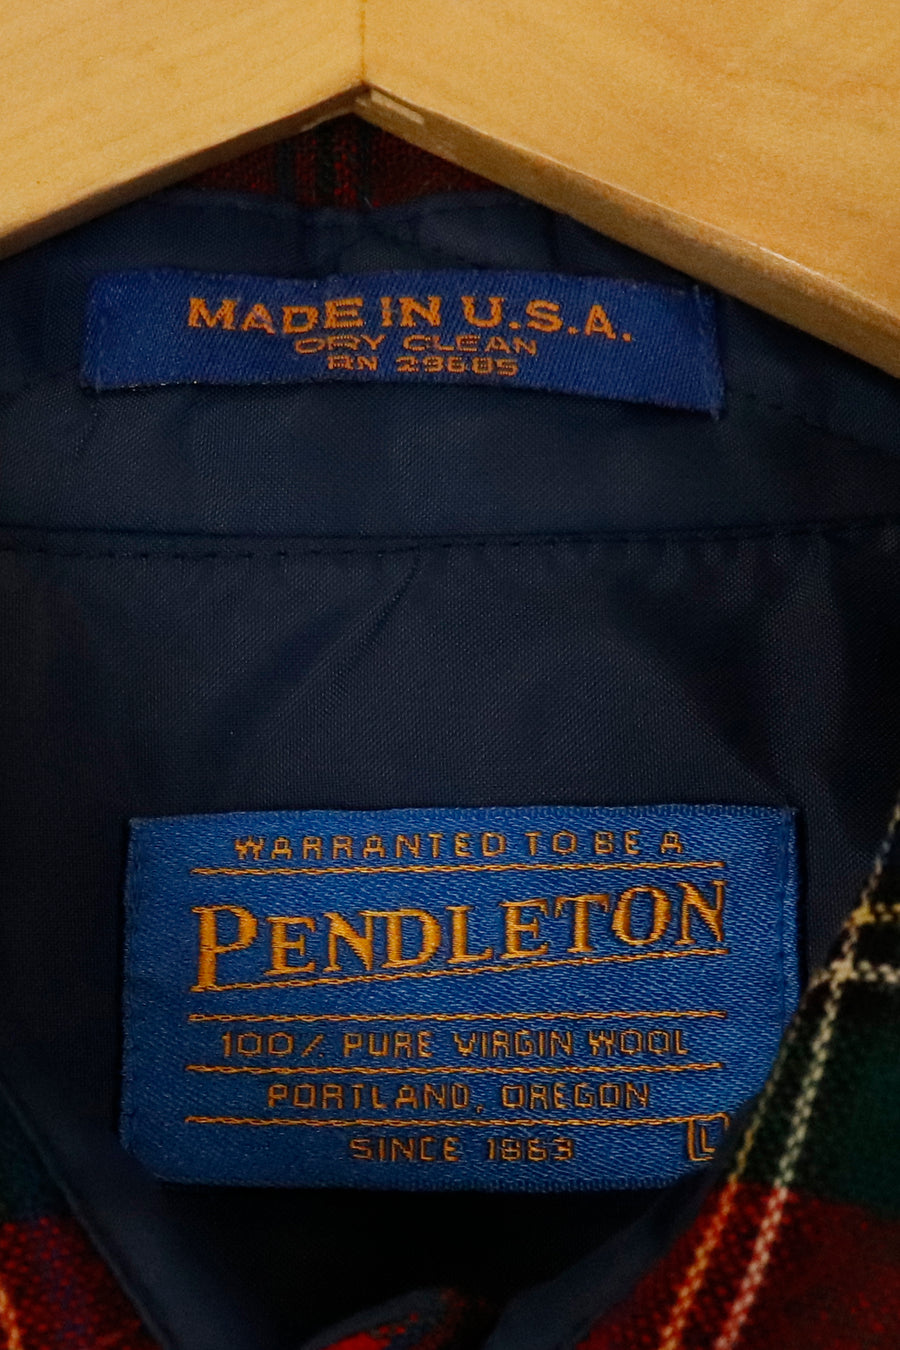 MADE IN U.S.A.
DRY CLEAN
RN 29685
WARRANTED TO BE A
PENDLETON
100% PURE VIRGIN WOOL
PORTLAND, OREGON
SINCE 1863
L